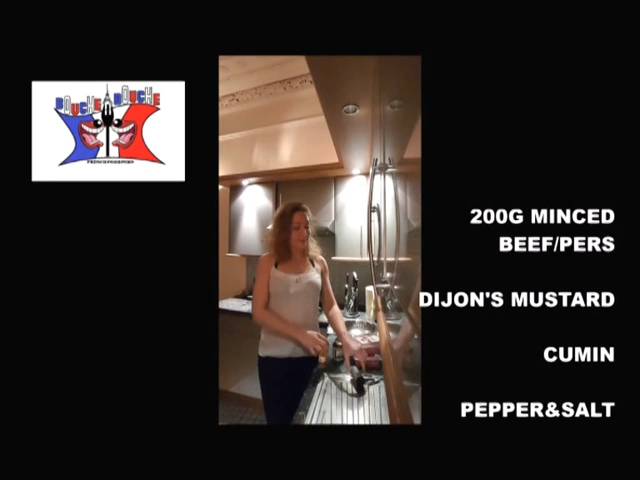 BOUCHE À BOUCHE
200G MINCED
BEEF/PERS
DIJON'S MUSTARD
CUMIN
PEPPER&SALT